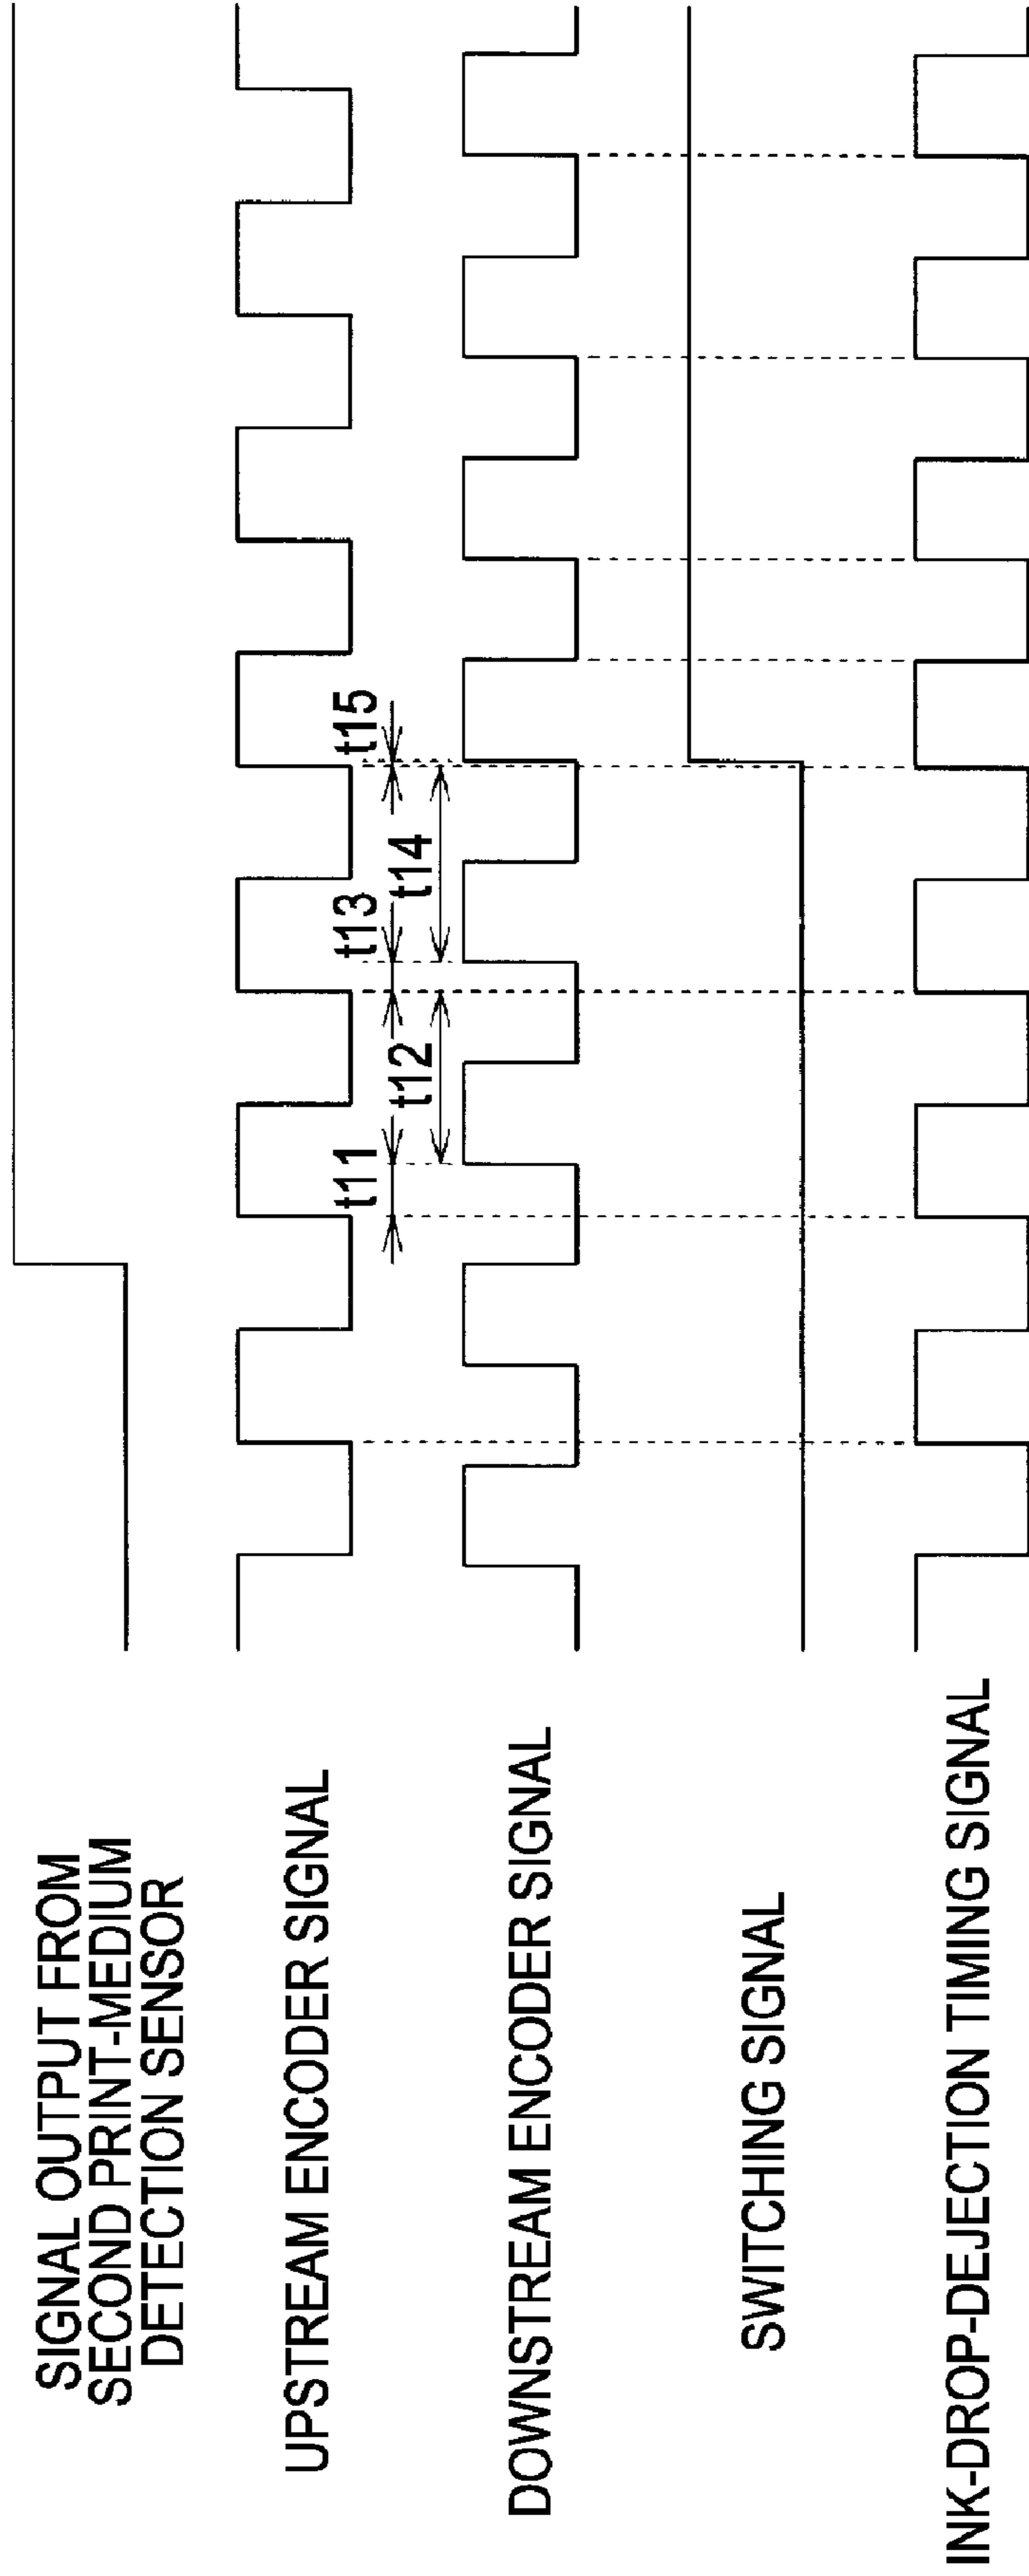 SIGNAL OUTPUT FROM
SECOND PRINT-MEDIUM
DETECTION SENSOR
UPSTREAM ENCODER SIGNAL
t11
t13
t15
t12
t14
DOWNSTREAM ENCODER SIGNAL
SWITCHING SIGNAL
INK-DROP-DEJECTION TIMING SIGNAL